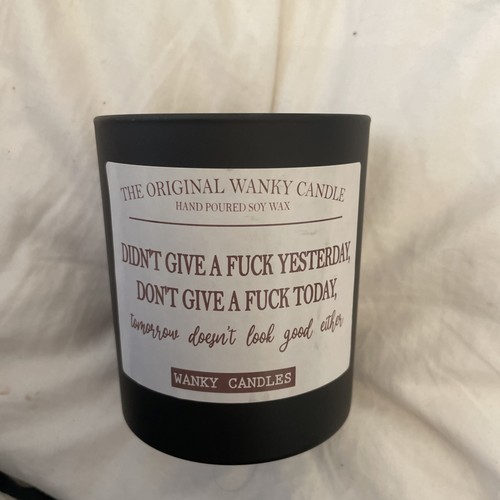 THE ORIGINAL WANKY CANDLE
HAND POURED SOY WAX
DIDN'T GIVE A FUCK YESTERDAY,
DON'T GIVE A FUCK TODAY,
tomorrow doesn't look good either.
WANKY CANDLES